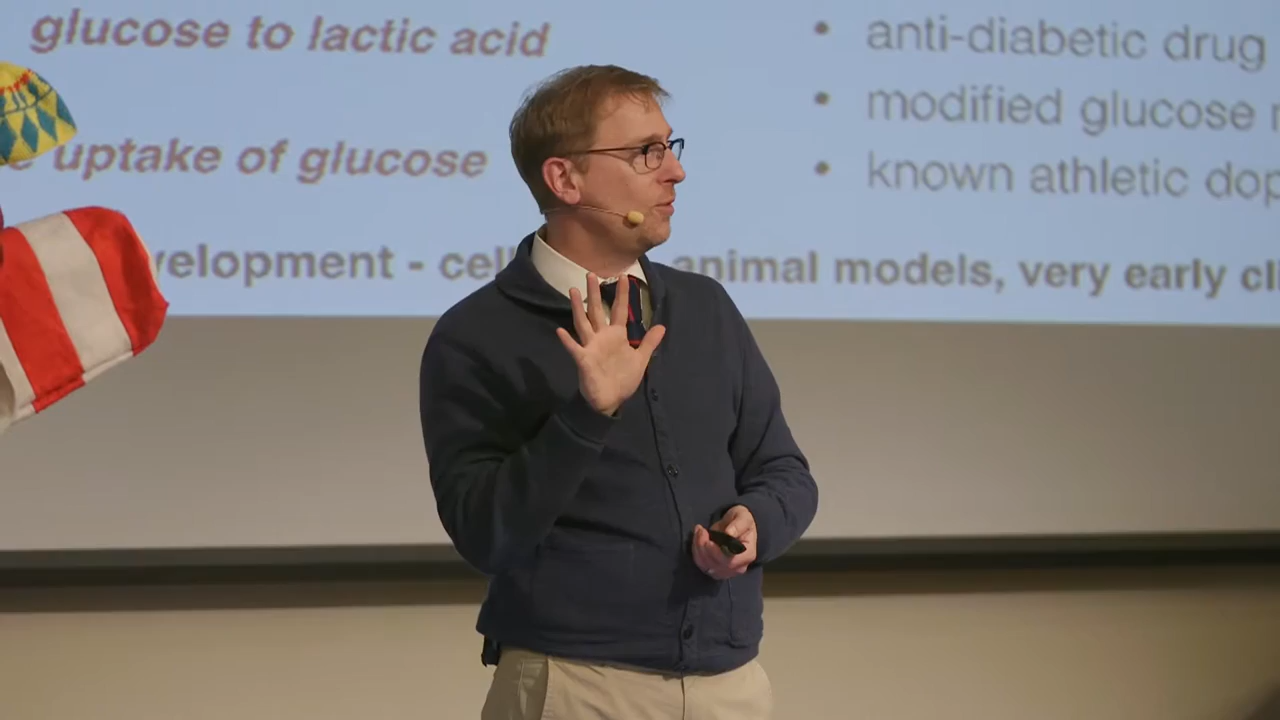 glucose to lactic acid
uptake of glucose
• anti-diabetic drug
• modified glucose
• known athletic dop
velopment - cel animal models, very early cli